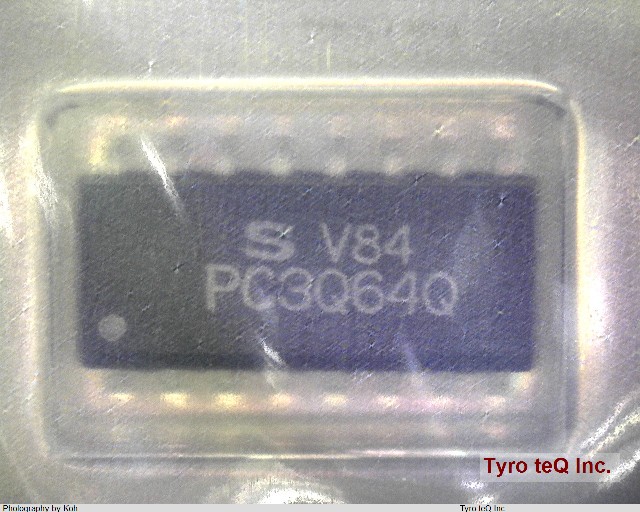 S V84
PC3Q64Q
Tyro teQ Inc.
Photography by Koh
Tyro teQ Inc